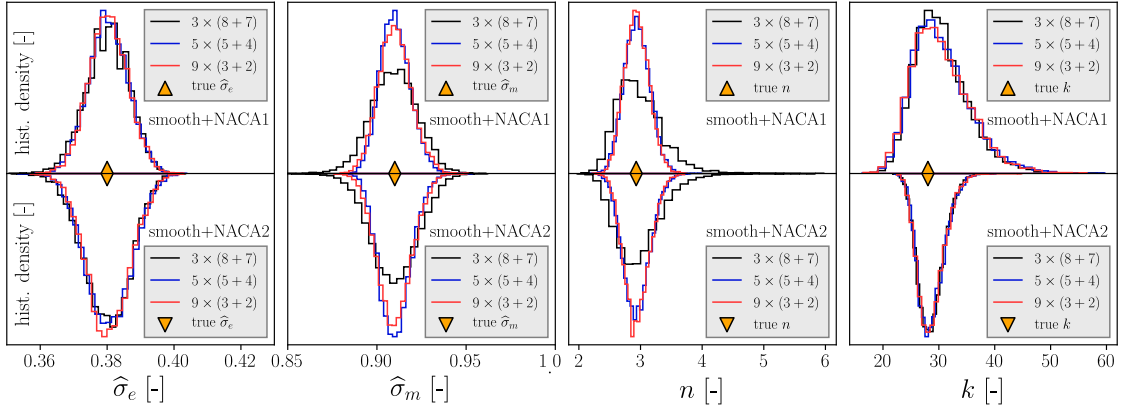 hist. density [-]
3 × (8 + 7)
5 × (5 + 4)
9 × (3 + 2)
true σ̂ₑ
smooth+NACA1
hist. density [-]
smooth+NACA2
3 × (8 + 7)
5 × (5 + 4)
9 × (3 + 2)
true σ̂ₑ
0.36 0.38 0.40 0.42
σ̂ₑ [-]
3 × (8 + 7)
5 × (5 + 4)
9 × (3 + 2)
true σ̂ₘ
smooth+NACA1
smooth+NACA2
3 × (8 + 7)
5 × (5 + 4)
9 × (3 + 2)
true σ̂ₘ
0.85 0.90 0.95 1.0
σ̂ₘ [-]
3 × (8 + 7)
5 × (5 + 4)
9 × (3 + 2)
true n
smooth+NACA1
smooth+NACA2
3 × (8 + 7)
5 × (5 + 4)
9 × (3 + 2)
true n
2 3 4 5 6
n [-]
3 × (8 + 7)
5 × (5 + 4)
9 × (3 + 2)
true k
smooth+NACA1
smooth+NACA2
3 × (8 + 7)
5 × (5 + 4)
9 × (3 + 2)
true k
20 30 40 50 60
k [-]